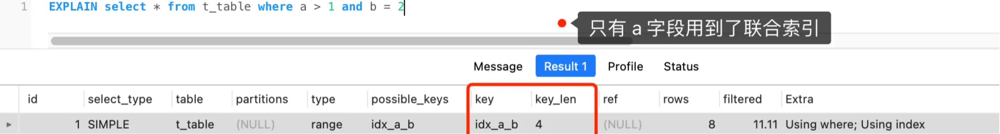 1 EXPLAIN select * from t_table where a > 1 and b = 2
只有 a 字段用到了联合索引
Message Result 1 Profile Status
id select_type table partitions type possible_keys key key_len ref rows filtered Extra
1 SIMPLE t_table (NULL) range idx_a_b idx_a_b 4 (NULL) 8 11.11 Using where; Using index